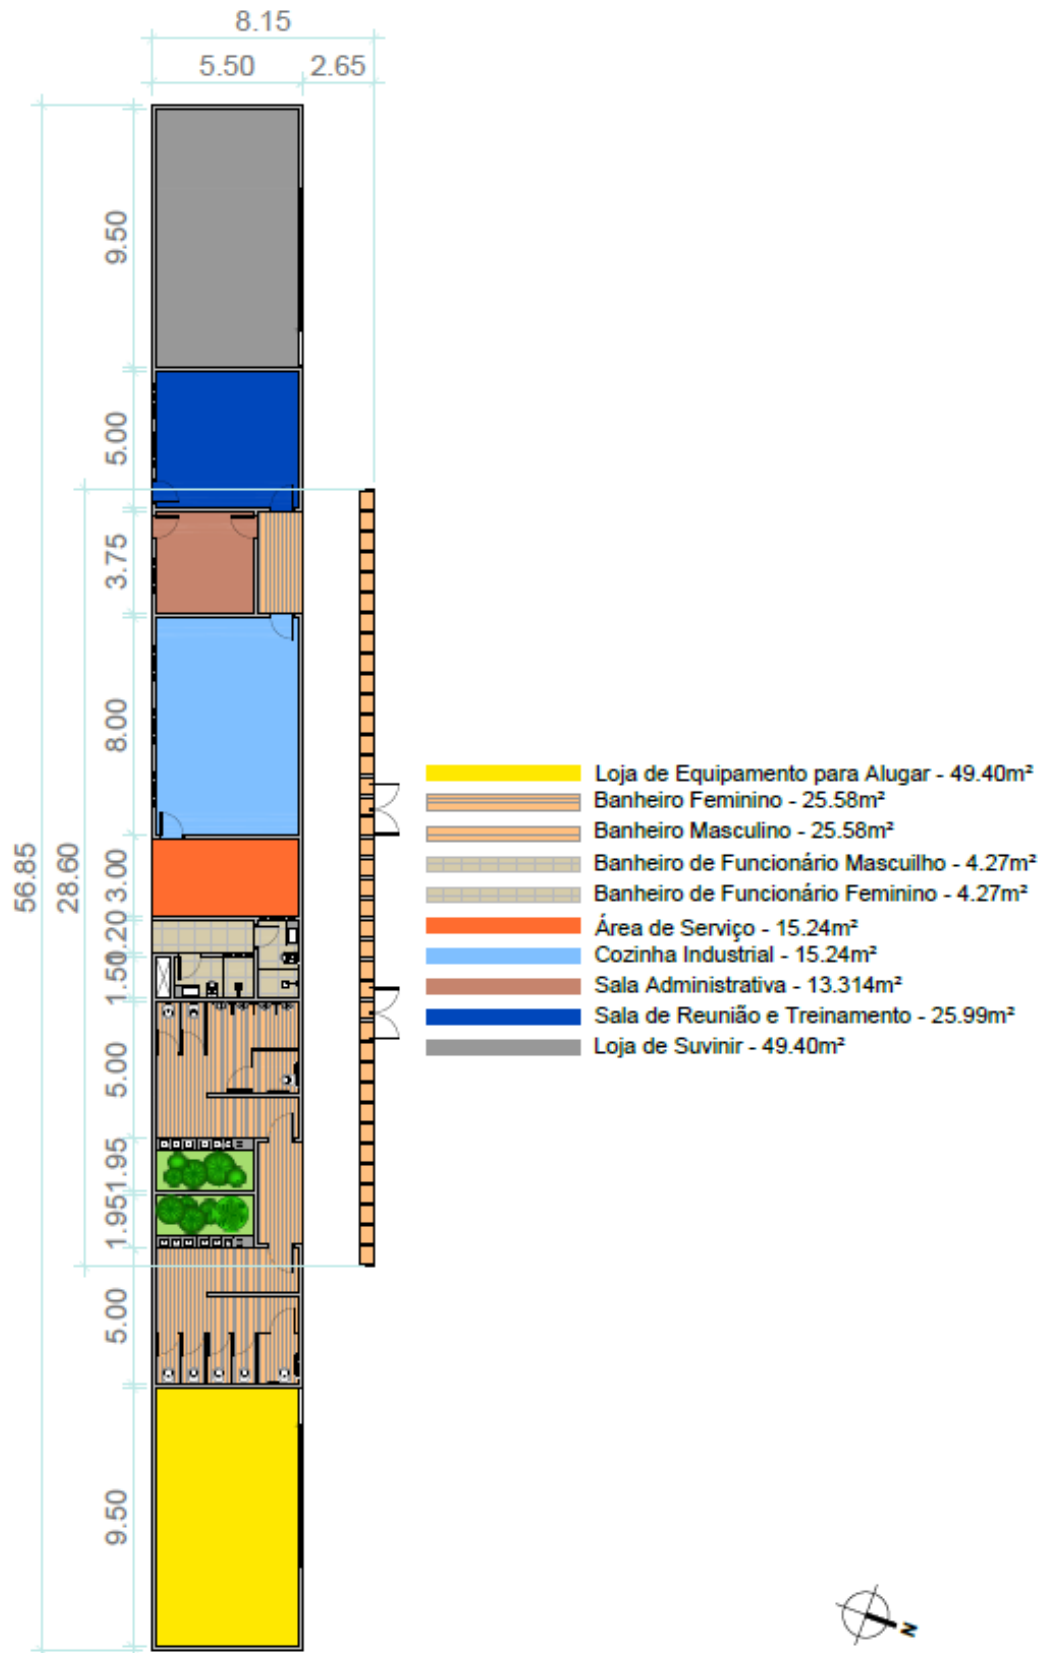 8.15
5.50 2.65
9.50
5.00
3.75
8.00
56.85
28.60
3.00
1.20
1.50
5.00
1.95
1.95
5.00
9.50
Loja de Equipamento para Alugar - 49.40m²
Banheiro Feminino - 25.58m²
Banheiro Masculino - 25.58m²
Banheiro de Funcionário Mascuilho - 4.27m²
Banheiro de Funcionário Feminino - 4.27m²
Área de Serviço - 15.24m²
Cozinha Industrial - 15.24m²
Sala Administrativa - 13.314m²
Sala de Reunião e Treinamento - 25.99m²
Loja de Suvinir - 49.40m²
N